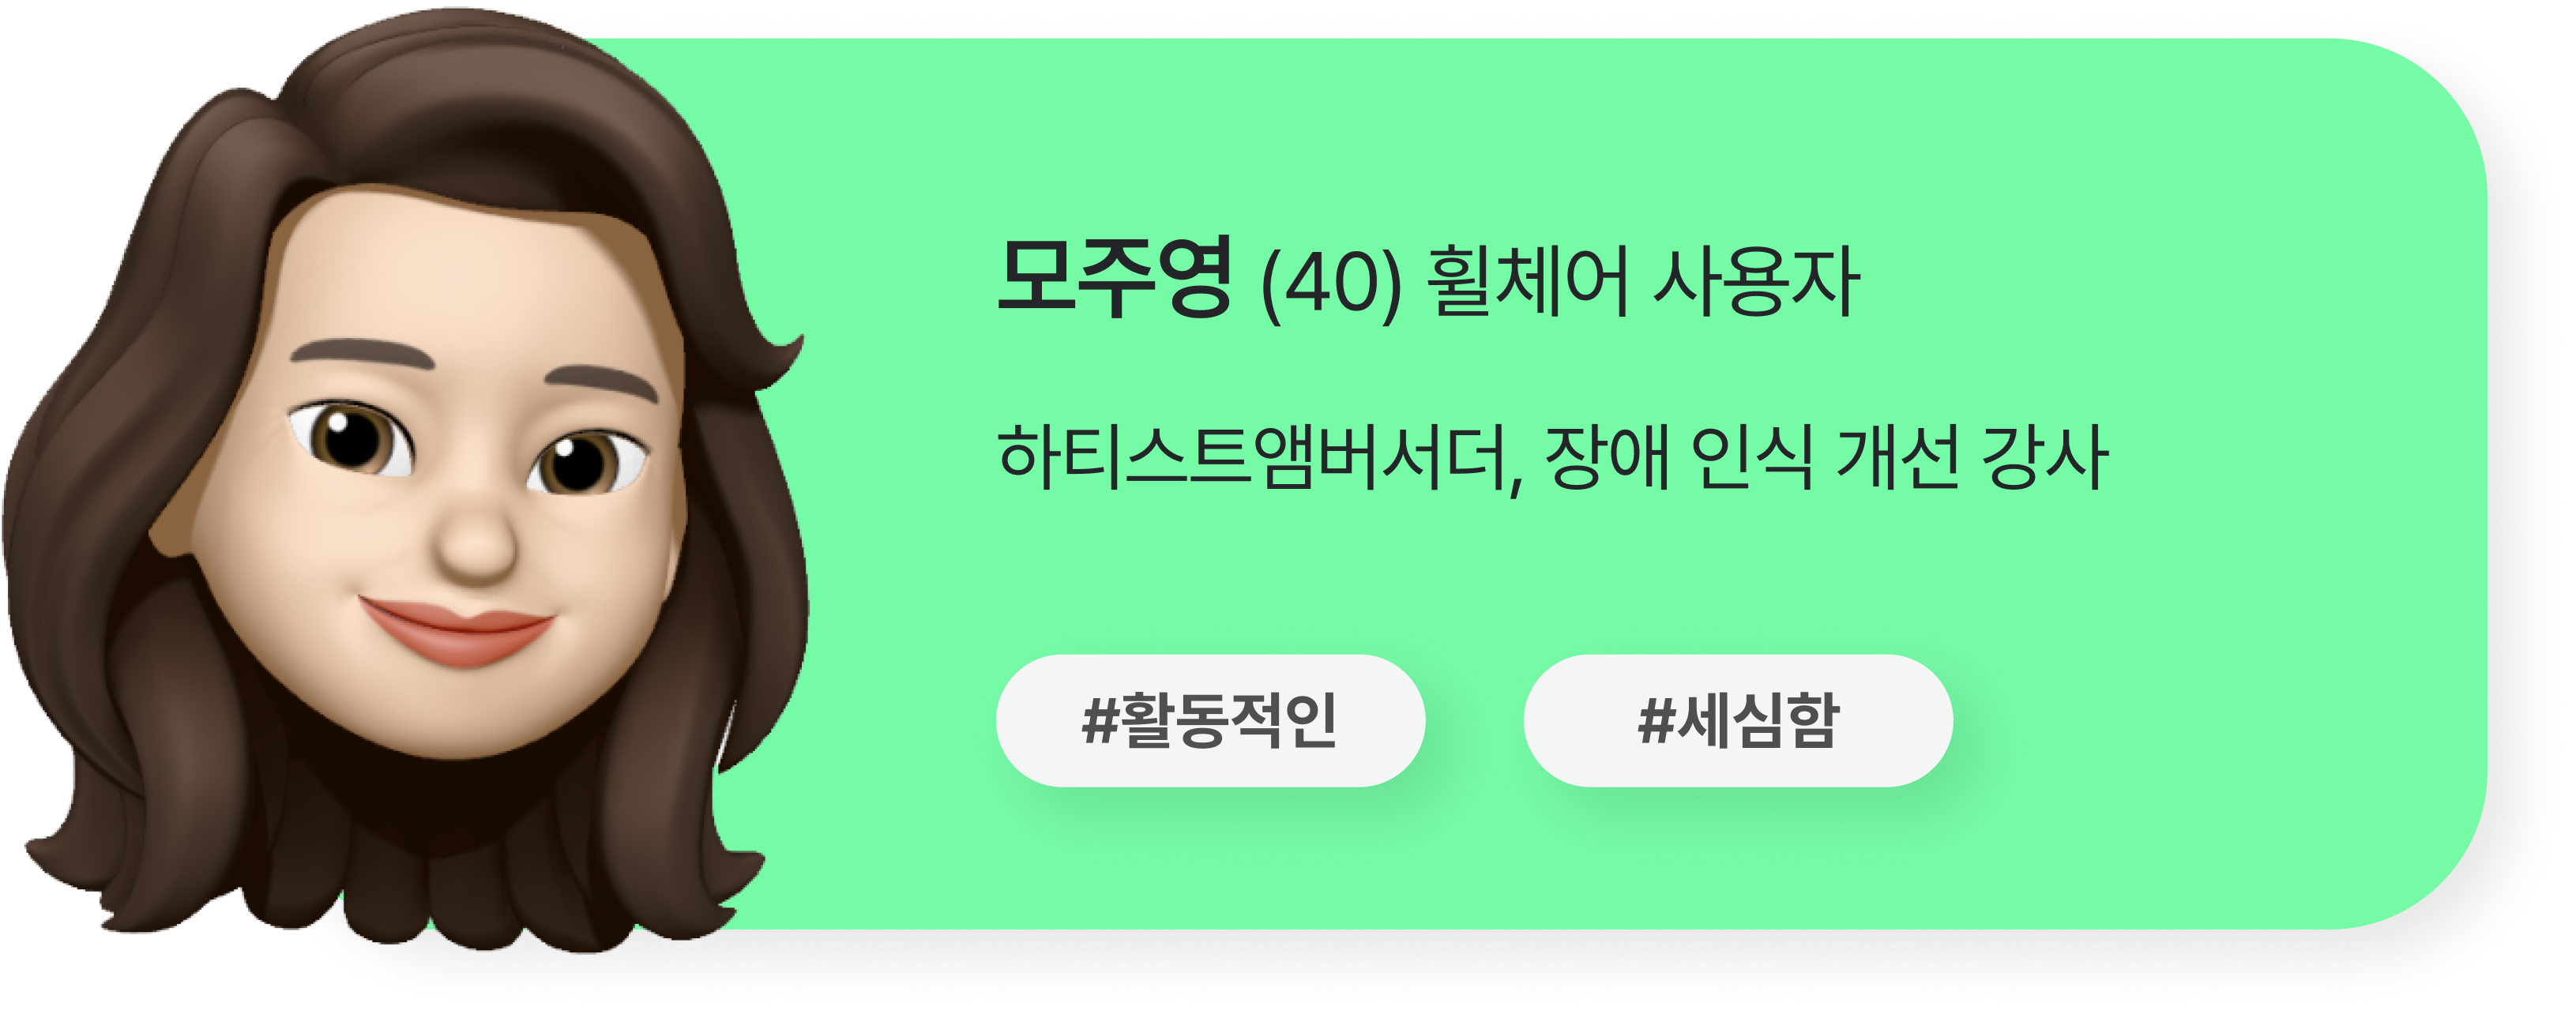 모주영 (40) 휠체어 사용자
하티스트앰버서더, 장애 인식 개선 강사
#활동적인 #세심함